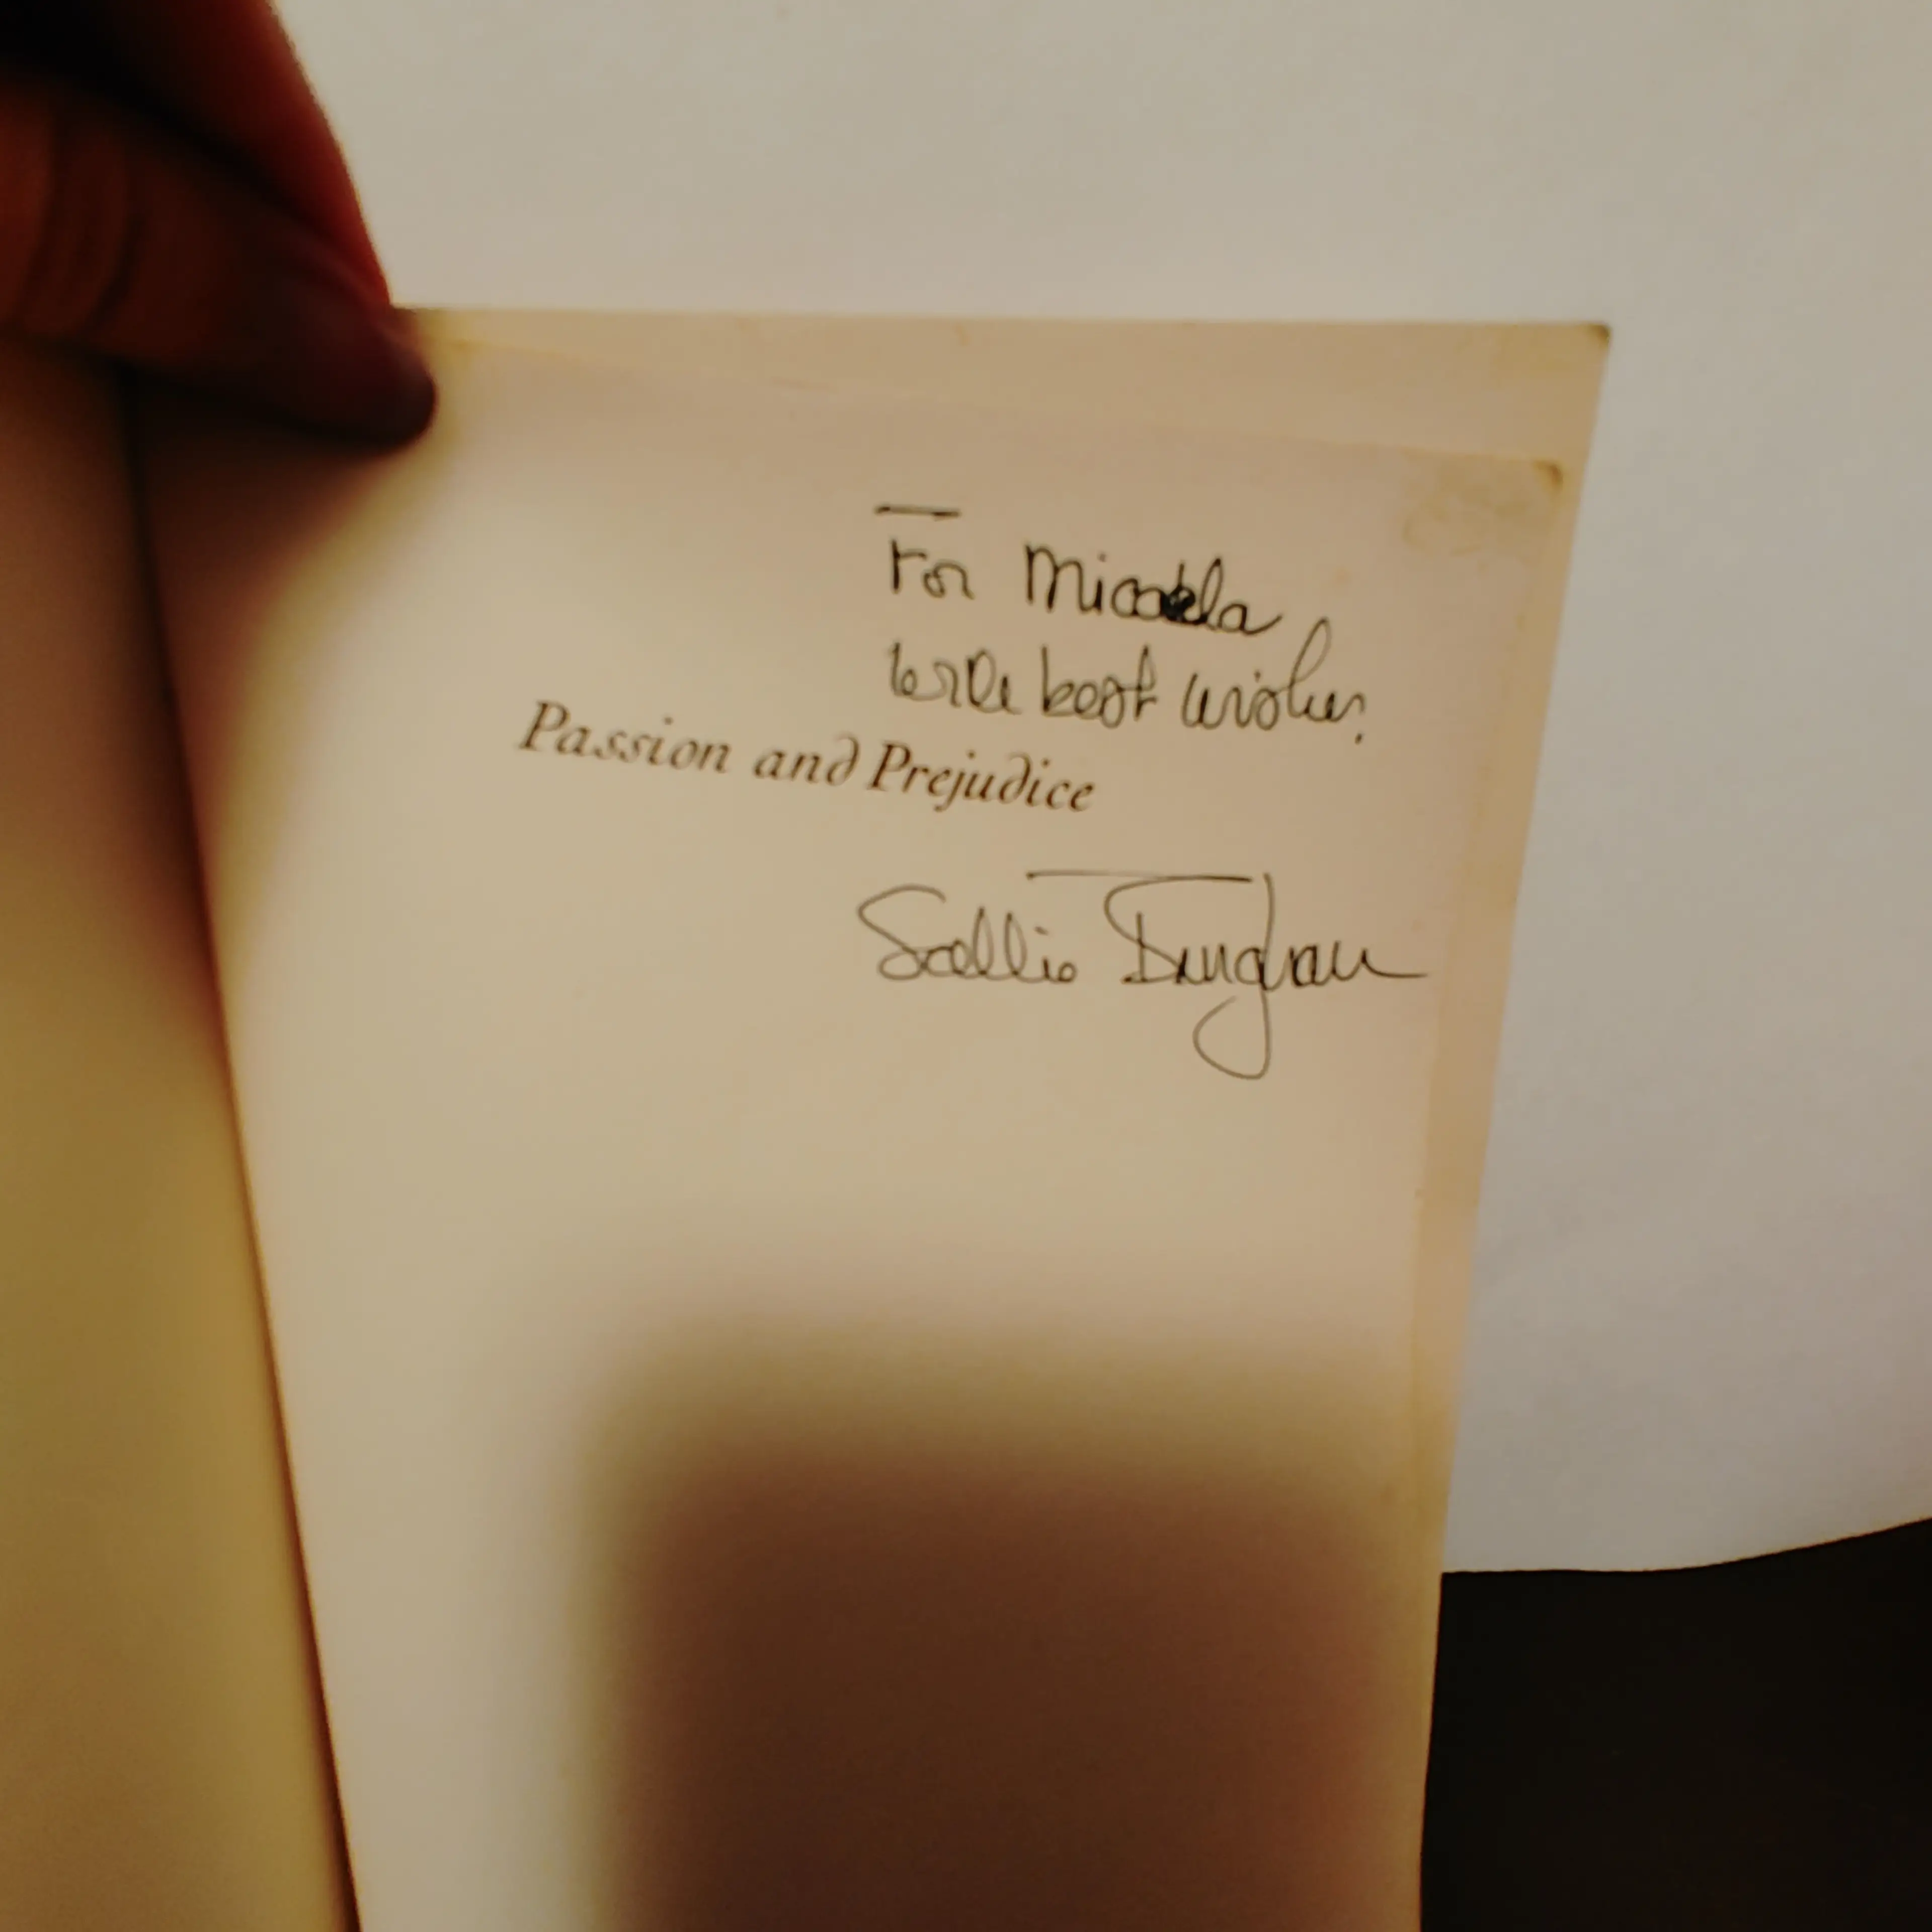 For Micaela
with best wishes,
Passion and Prejudice
Sallie Bingham